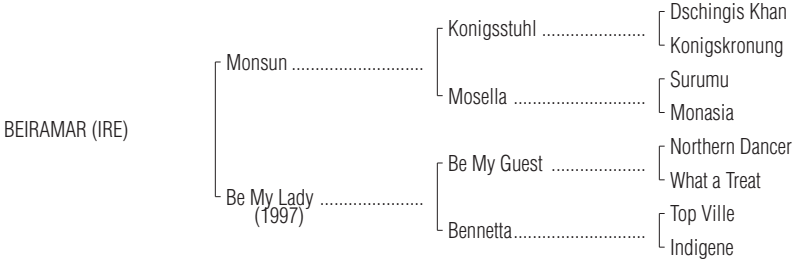 Dschingis Khan
Konigsstuhl ......................
Konigskronung
Monsun ............................
Surumu
Mosella ............................
Monasia
BEIRAMAR (IRE)
Northern Dancer
Be My Guest ....................
What a Treat
Be My Lady ......................
(1997)
Top Ville
Bennetta............................
Indigene